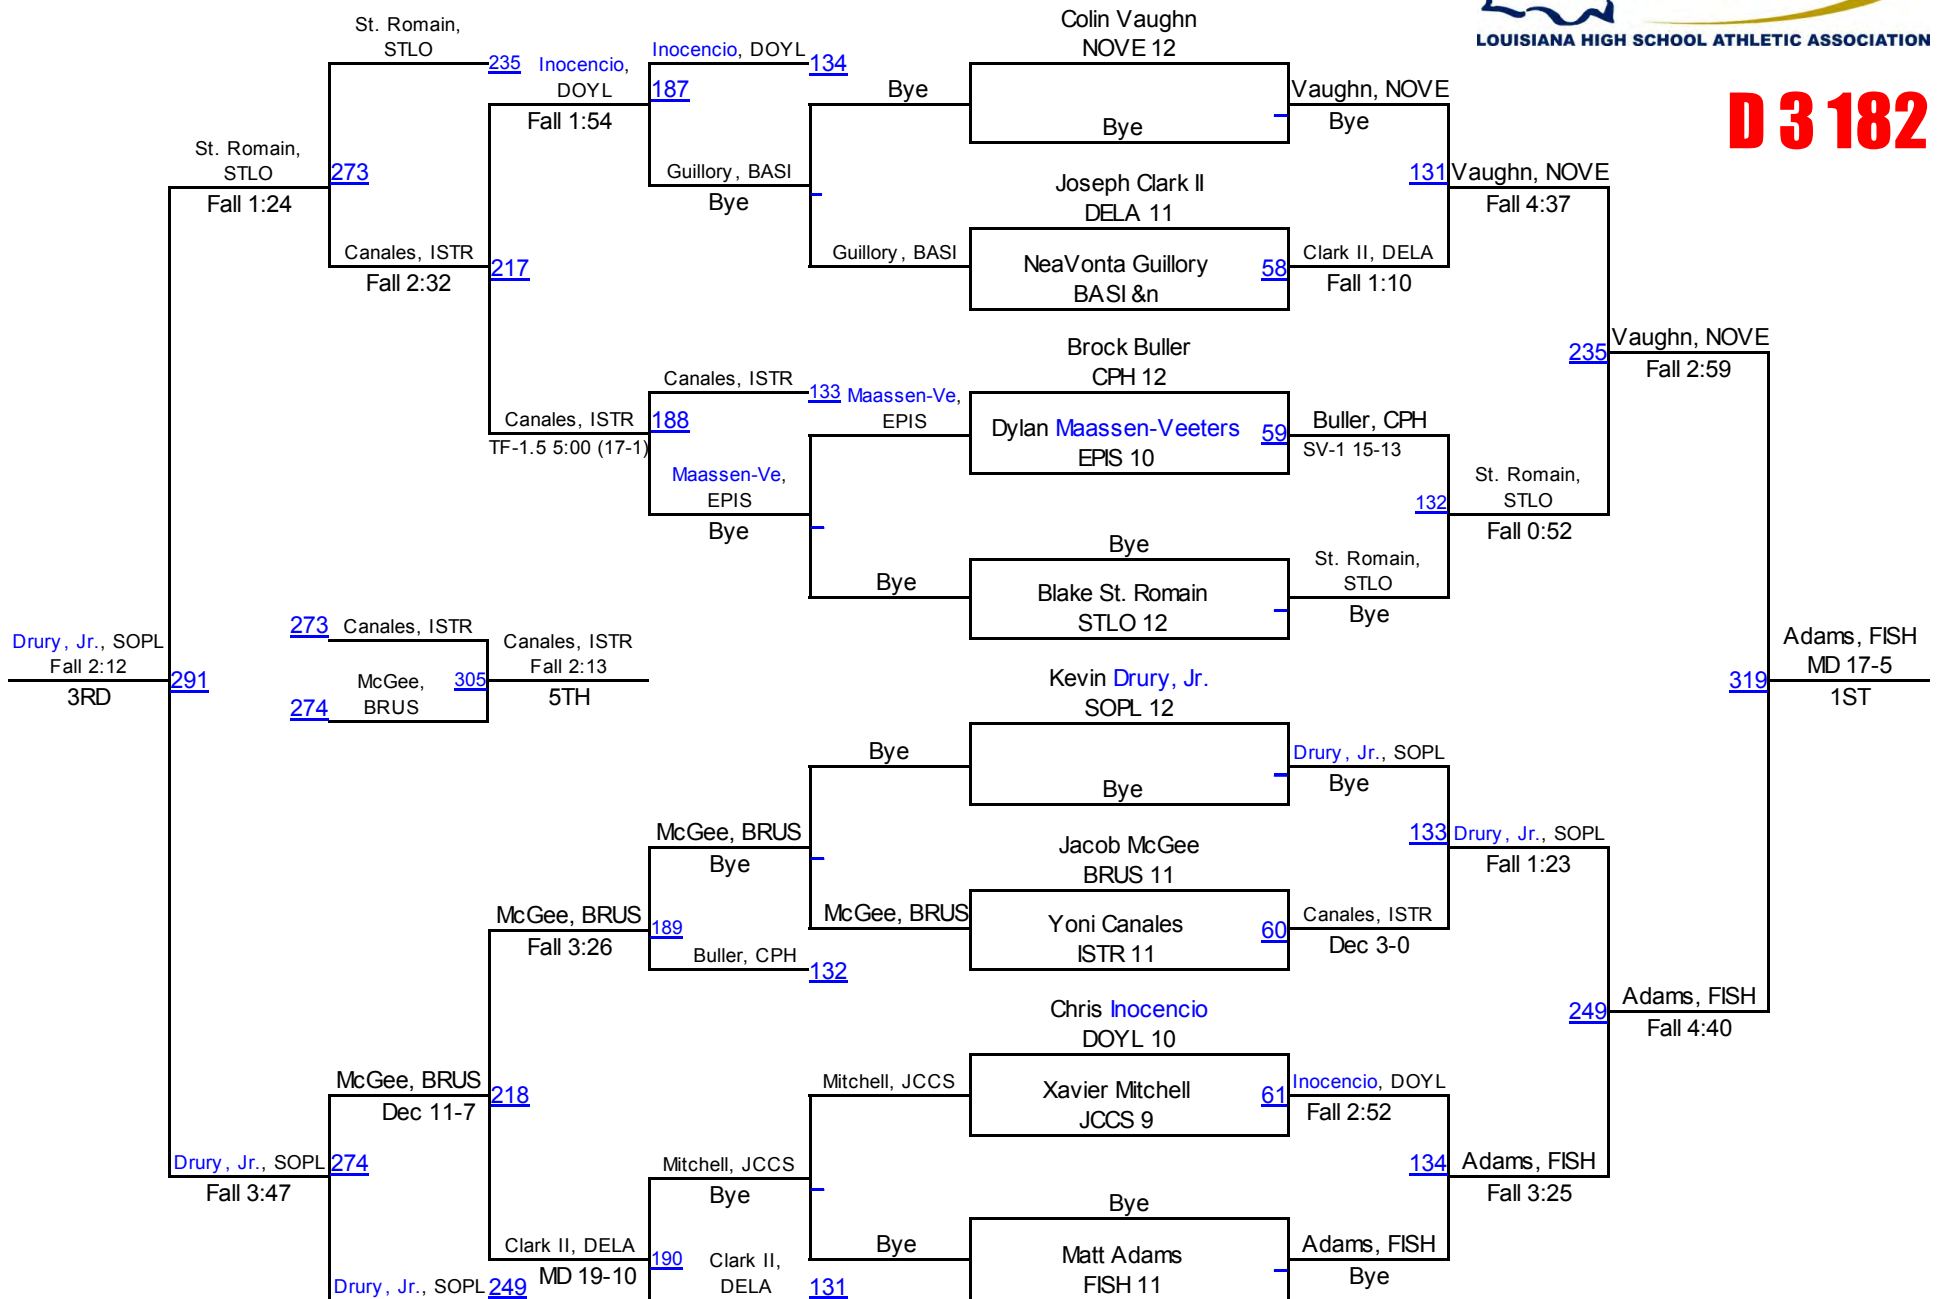 LOUISIANA HIGH SCHOOL ATHLETIC ASSOCIATION
D 3 182
St. Romain,
STLO
235
Inocencio,
DOYL
Fall 1:54
Inocencio, DOYL
134
187
Guillory, BASI
Bye
Bye
Guillory, BASI
Colin Vaughn
NOVE 12
Bye
Vaughn, NOVE
Bye
Joseph Clark II
DELA 11
NeaVonta Guillory
BASI &n
58
Clark II, DELA
Fall 1:10
131
Vaughn, NOVE
Fall 4:37
St. Romain,
STLO
Fall 1:24
273
Canales, ISTR
Fall 2:32
217
Canales, ISTR
TF-1.5 5:00 (17-1)
Canales, ISTR
133
188
Maassen-Ve,
EPIS
Bye
Maassen-Ve,
EPIS
Bye
Brock Buller
CPH 12
Dylan Maassen-Veeters
EPIS 10
59
Buller, CPH
SV-1 15-13
Bye
Blake St. Romain
STLO 12
St. Romain,
STLO
Bye
132
St. Romain,
STLO
Fall 0:52
235
Vaughn, NOVE
Fall 2:59
Drury, Jr., SOPL
Fall 2:12
3RD
291
273
Canales, ISTR
274
McGee,
BRUS
305
Canales, ISTR
Fall 2:13
5TH
319
Adams, FISH
MD 17-5
1ST
Kevin Drury, Jr.
SOPL 12
Bye
Bye
Drury, Jr., SOPL
Bye
McGee, BRUS
Bye
McGee, BRUS
Jacob McGee
BRUS 11
Yoni Canales
ISTR 11
60
Canales, ISTR
Dec 3-0
133
Drury, Jr., SOPL
Fall 1:23
McGee, BRUS
Fall 3:26
189
Buller, CPH
132
Chris Inocencio
DOYL 10
Xavier Mitchell
JCCS 9
61
Inocencio, DOYL
Fall 2:52
249
Adams, FISH
Fall 4:40
McGee, BRUS
Dec 11-7
218
Mitchell, JCCS
Mitchell, JCCS
Bye
Bye
Bye
Matt Adams
FISH 11
Adams, FISH
Bye
134
Adams, FISH
Fall 3:25
Drury, Jr., SOPL
Fall 3:47
274
Drury, Jr., SOPL
249
Clark II, DELA
MD 19-10
190
Clark II,
DELA
131